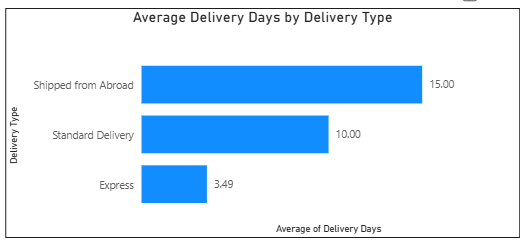 Average Delivery Days by Delivery Type
Shipped from Abroad 15.00
Standard Delivery 10.00
Express 3.49
Delivery Type
Average of Delivery Days